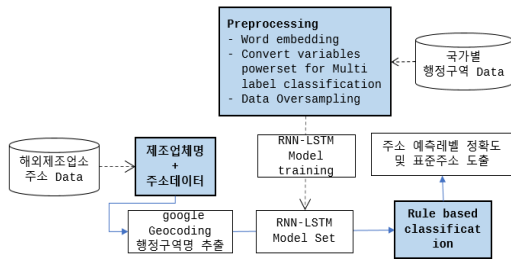 Preprocessing
- Word embedding
- Convert variables
powerset for Multi
label classification
- Data Oversampling
국가별
행정구역 Data
해외제조업소
주소 Data
제조업체명
+
주소데이터
RNN-LSTM
Model
training
주소 예측레벨 정확도
및 표준주소 도출
google
Geocoding
행정구역명 추출
RNN-LSTM
Model Set
Rule based
classificat
ion